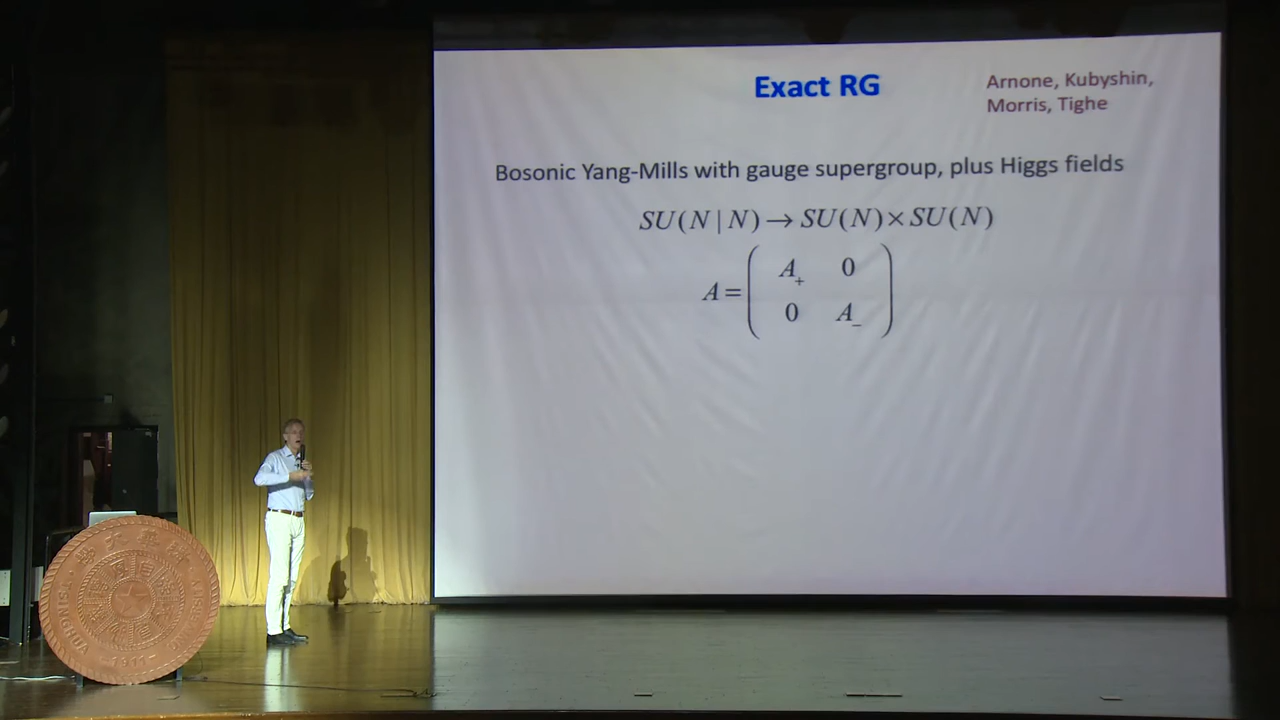 Exact RG
Arnone, Kubyshin,
Morris, Tighe
Bosonic Yang-Mills with gauge supergroup, plus Higgs fields
SU(N|N)→SU(N)×SU(N)
A= ( A₊ 0
0 A₋ )
1911